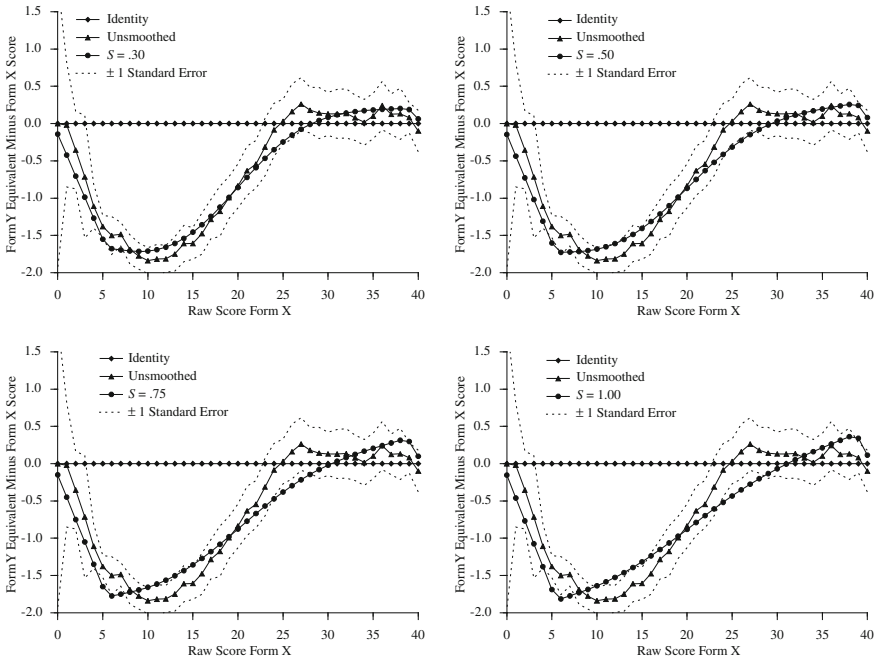 Form Y Equivalent Minus Form X Score
1.5
1.0
0.5
0.0
-0.5
-1.0
-1.5
-2.0
Identity
Unsmoothed
S = .30
± 1 Standard Error
0 5 10 15 20 25 30 35 40
Raw Score Form X
Form Y Equivalent Minus Form X Score
1.5
1.0
0.5
0.0
-0.5
-1.0
-1.5
-2.0
Identity
Unsmoothed
S = .50
± 1 Standard Error
0 5 10 15 20 25 30 35 40
Raw Score Form X
Form Y Equivalent Minus Form X Score
1.5
1.0
0.5
0.0
-0.5
-1.0
-1.5
-2.0
Identity
Unsmoothed
S = .75
± 1 Standard Error
0 5 10 15 20 25 30 35 40
Raw Score Form X
Form Y Equivalent Minus Form X Score
1.5
1.0
0.5
0.0
-0.5
-1.0
-1.5
-2.0
Identity
Unsmoothed
S = 1.00
± 1 Standard Error
0 5 10 15 20 25 30 35 40
Raw Score Form X